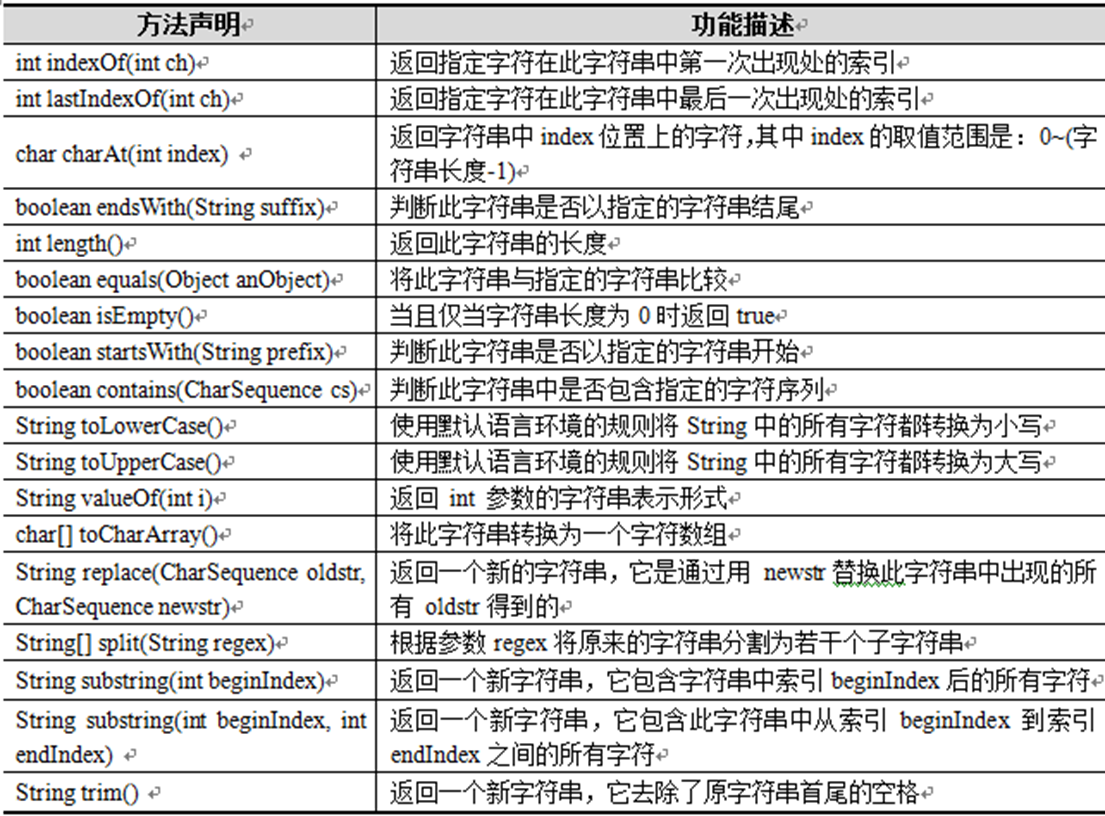 方法声明 功能描述
int indexOf(int ch) 返回指定字符在此字符串中第一次出现处的索引
int lastIndexOf(int ch) 返回指定字符在此字符串中最后一次出现处的索引
char charAt(int index) 返回字符串中 index 位置上的字符,其中 index 的取值范围是：0~(字
符串长度-1)
boolean endsWith(String suffix) 判断此字符串是否以指定的字符串结尾
int length() 返回此字符串的长度
boolean equals(Object anObject) 将此字符串与指定的字符串比较
boolean isEmpty() 当且仅当字符串长度为 0 时返回 true
boolean startsWith(String prefix) 判断此字符串是否以指定的字符串开始
boolean contains(CharSequence cs) 判断此字符串中是否包含指定的字符序列
String toLowerCase() 使用默认语言环境的规则将 String 中的所有字符都转换为小写
String toUpperCase() 使用默认语言环境的规则将 String 中的所有字符都转换为大写
String valueOf(int i) 返回 int 参数的字符串表示形式
char[] toCharArray() 将此字符串转换为一个字符数组
String replace(CharSequence oldstr, 返回一个新的字符串，它是通过用 newstr 替换此字符串中出现的所
CharSequence newstr) 有 oldstr 得到的
String[] split(String regex) 根据参数 regex 将原来的字符串分割为若干个子字符串
String substring(int beginIndex) 返回一个新字符串，它包含字符串中索引 beginIndex 后的所有字符
String substring(int beginIndex, int 返回一个新字符串，它包含此字符串中从索引 beginIndex 到索引
endIndex) endIndex 之间的所有字符
String trim() 返回一个新字符串，它去除了原字符串首尾的空格